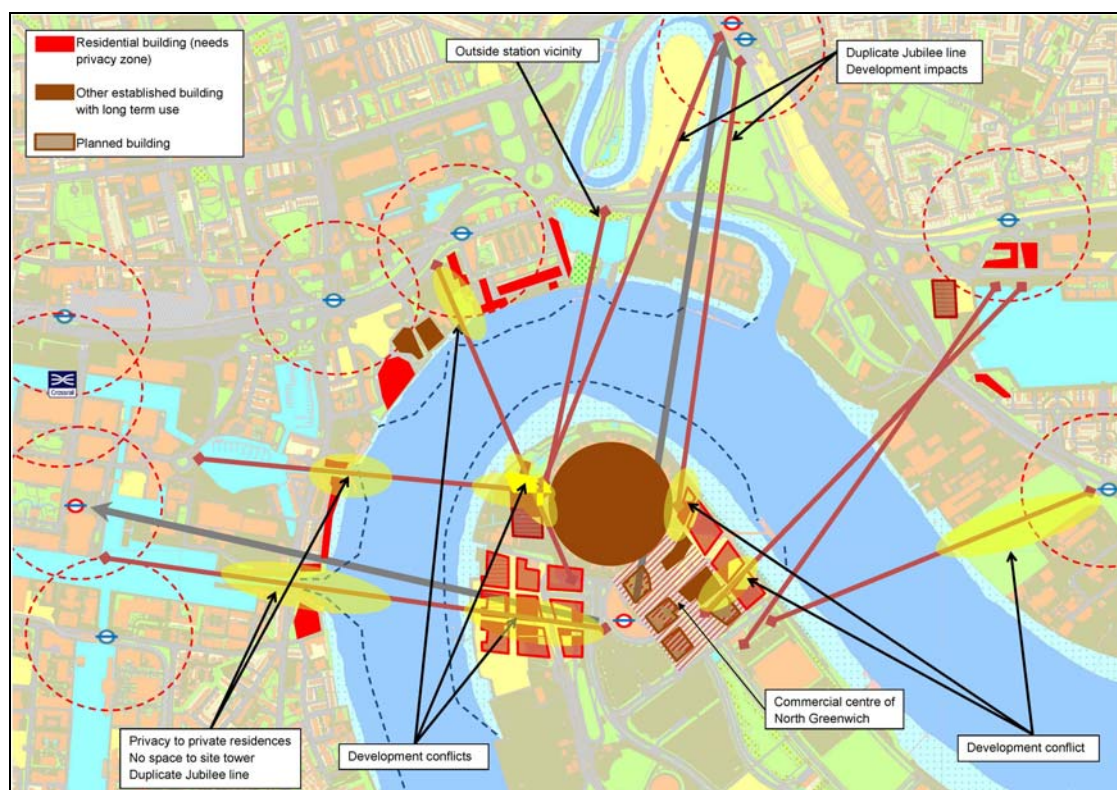 Residential building (needs
privacy zone)
Other established building
with long term use
Planned building
Outside station vicinity
Duplicate Jubilee line
Development impacts
Crossrail
Privacy to private residences
No space to site tower
Duplicate Jubilee line
Development conflicts
Commercial centre of
North Greenwich
Development conflict